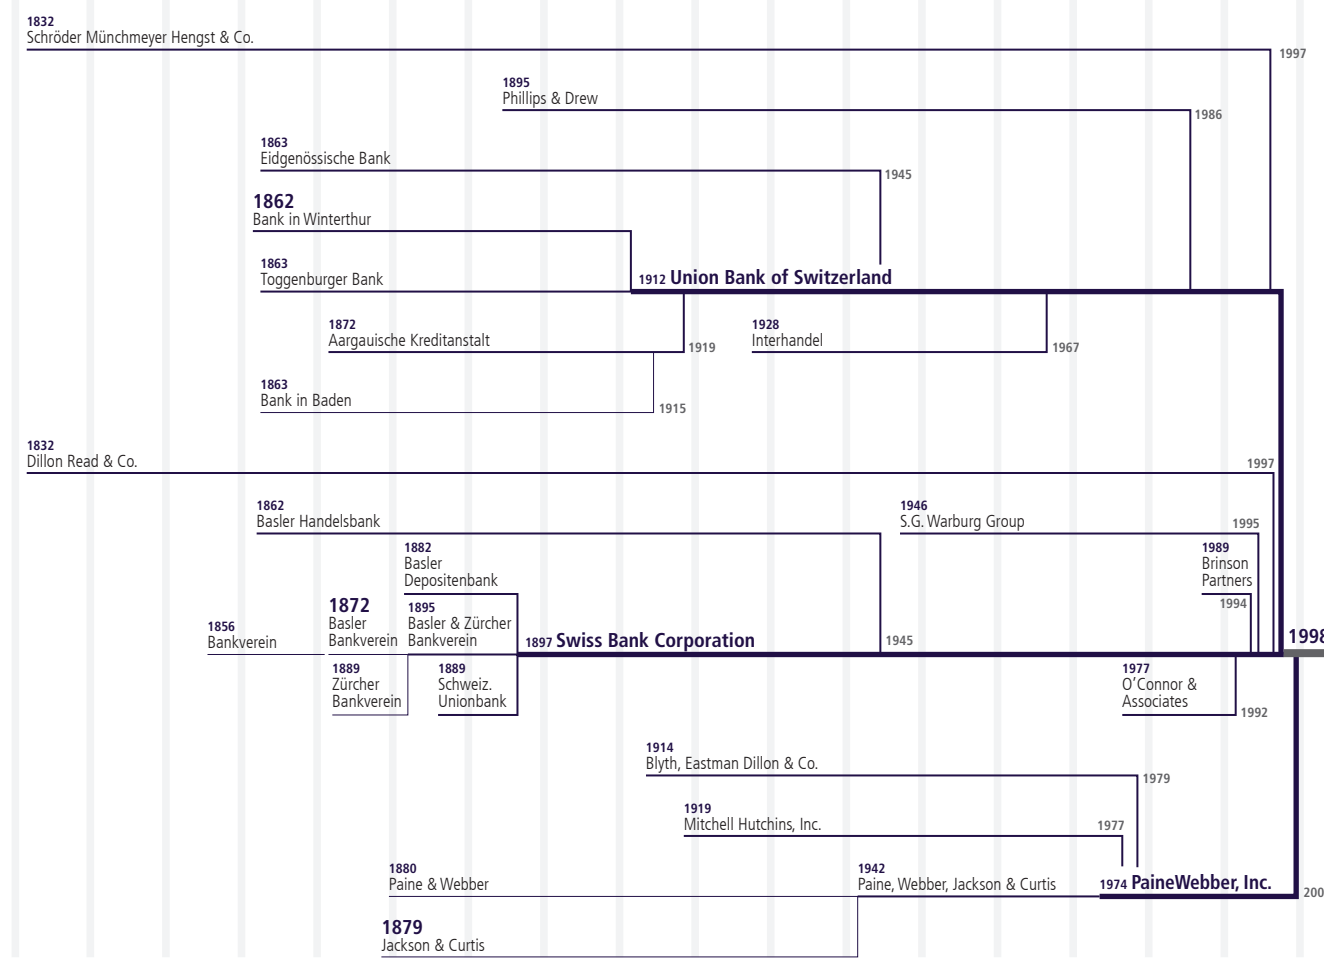 1832
Schröder Münchmeyer Hengst & Co.
1997
1895
Phillips & Drew
1986
1863
Eidgenössische Bank
1945
1862
Bank in Winterthur
1863
Toggenburger Bank
1912 Union Bank of Switzerland
1872
Aargauische Kreditanstalt
1919
1928
Interhandel
1967
1863
Bank in Baden
1915
1832
Dillon Read & Co.
1997
1862
Basler Handelsbank
1945
1946
S.G. Warburg Group
1995
1882
Basler
Depositenbank
1989
Brinson
Partners
1994
1856
Bankverein
1872
Basler
Bankverein
1895
Basler & Zürcher
Bankverein
1897 Swiss Bank Corporation
1998
1889
Zürcher
Bankverein
1889
Schweiz.
Unionbank
1977
O'Connor &
Associates
1992
1914
Blyth, Eastman Dillon & Co.
1979
1919
Mitchell Hutchins, Inc.
1977
1880
Paine & Webber
1942
Paine, Webber, Jackson & Curtis
1974 PaineWebber, Inc.
200
1879
Jackson & Curtis